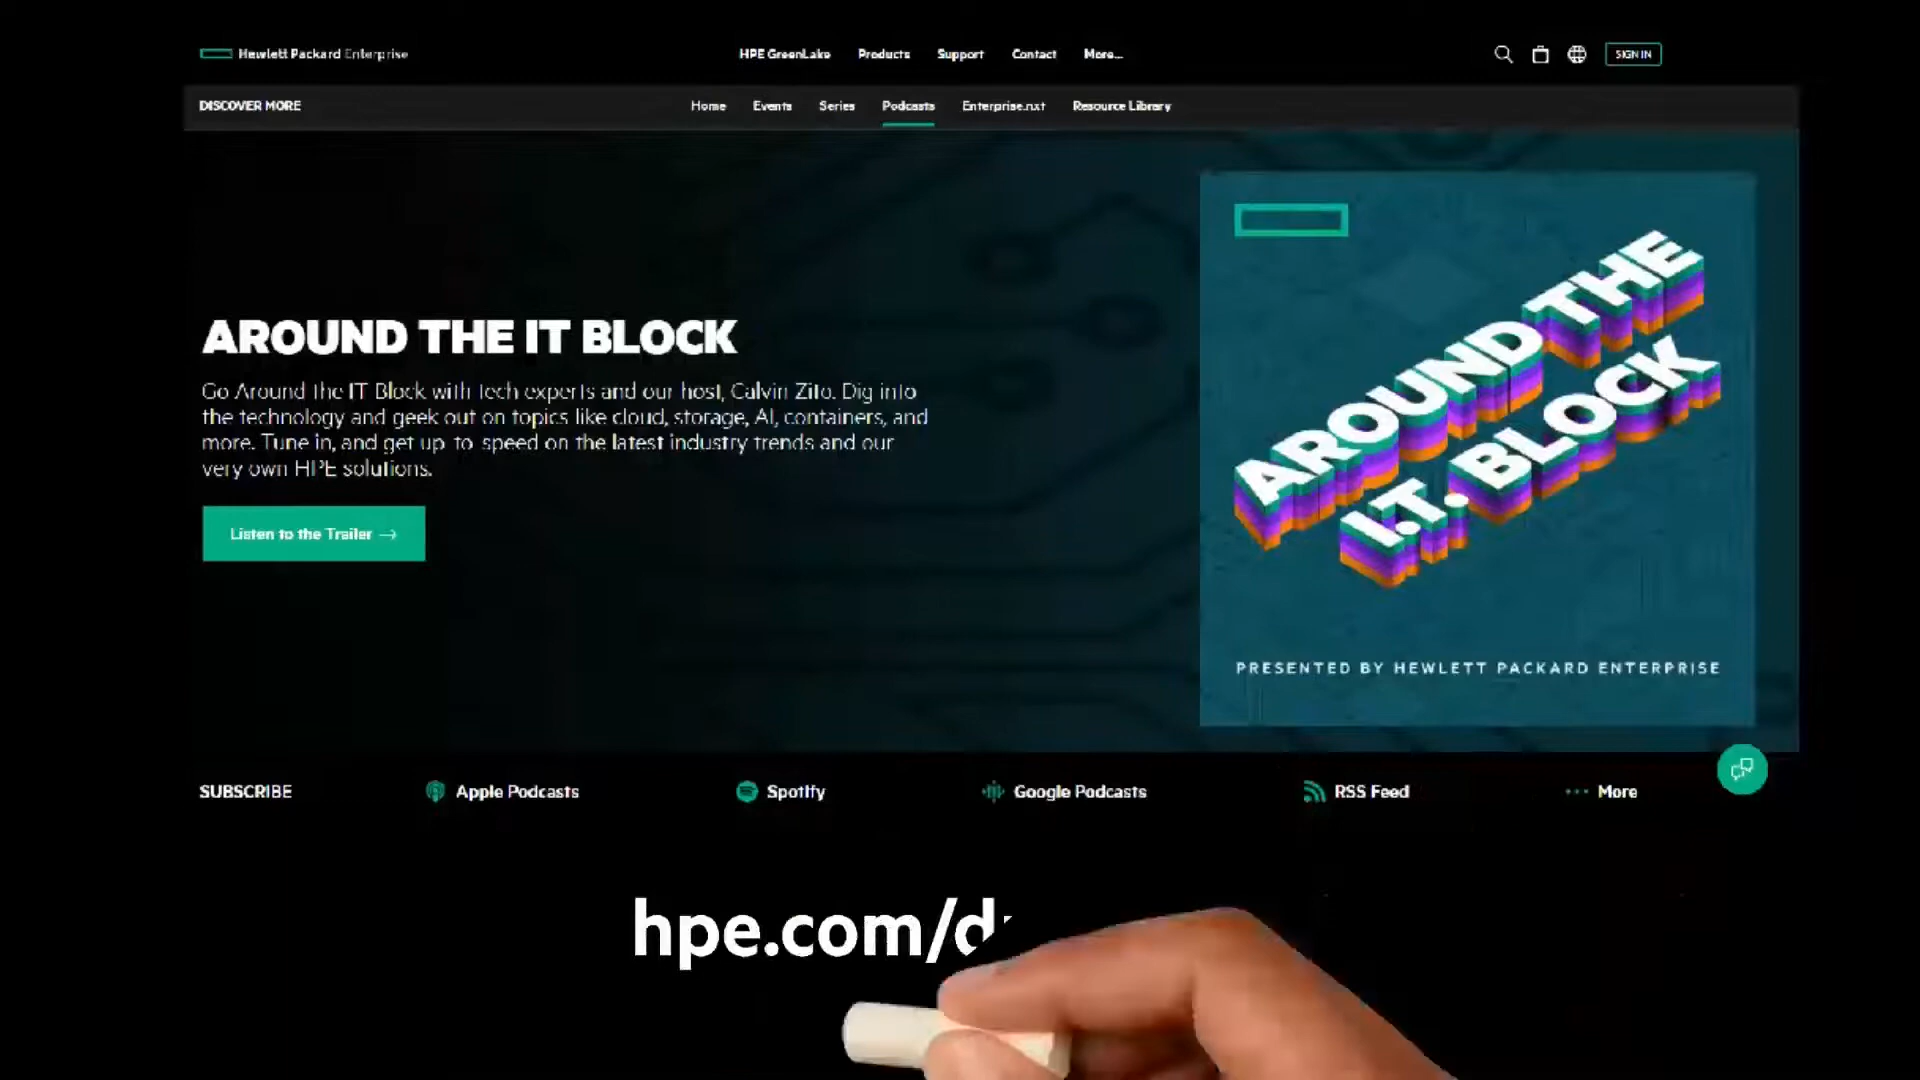 Hewlett Packard Enterprise
HPE GreenLake Products Support Contact More...
SIGN IN
DISCOVER MORE
Home Events Series Podcasts Enterprise.nxt Resource Library
AROUND THE IT BLOCK
Go Around the IT Block with tech experts and our host, Calvin Zito. Dig into
the technology and geek out on topics like cloud, storage, AI, containers, and
more. Tune in, and get up-to-speed on the latest industry trends and our
very own HPE solutions.
Listen to the Trailer →
AROUND THE
I.T. BLOCK
PRESENTED BY HEWLETT PACKARD ENTERPRISE
SUBSCRIBE
Apple Podcasts
Spotify
Google Podcasts
RSS Feed
More
hpe.com/d